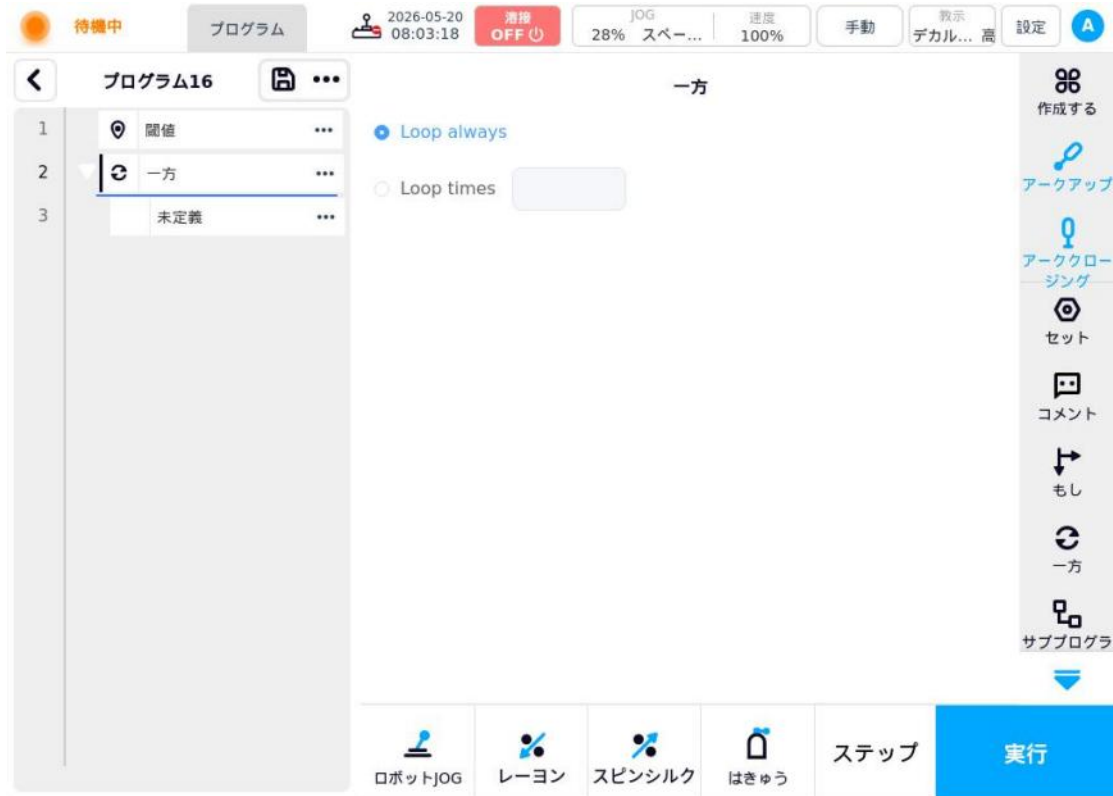 待機中
プログラム
2026-05-20
08:03:18
溶接
OFF
JOG
28% スペー...
速度
100%
手動
教示
デカル... 高
設定
A
プログラム16
一方
1 閾値
2 一方
3 未定義
Loop always
Loop times
作成する
アークアップ
アーククロー
ジング
セット
コメント
もし
一方
サブプログラ
ロボットJOG
レーヨン
スピンシルク
はきゅう
ステップ
実行